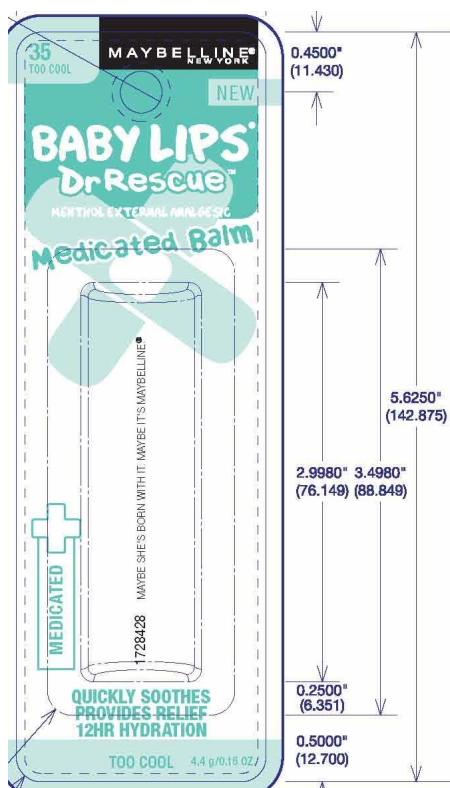 35
TOO COOL
MAYBELLINE®
NEW YORK
NEW
BABY LIPS®
Dr Rescue™
MENTHOL EXTERNAL ANALGESIC
Medicated Balm
MAYBE SHE'S BORN WITH IT. MAYBE IT'S MAYBELLINE®
1728428
MEDICATED
QUICKLY SOOTHES
PROVIDES RELIEF
12HR HYDRATION
TOO COOL 4.4 g/0.16 OZ.
0.4500"
(11.430)
5.6250"
(142.875)
2.9980"
(76.149)
3.4980"
(88.849)
0.2500"
(6.351)
0.5000"
(12.700)